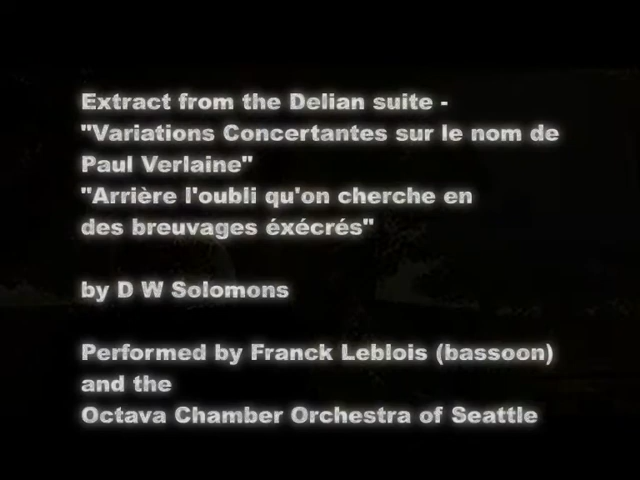 Extract from the Delian suite -
"Variations Concertantes sur le nom de
Paul Verlaine"
"Arrière l'oubli qu'on cherche en
des breuvages éxécrés"
by D W Solomons
Performed by Franck Leblois (bassoon)
and the
Octava Chamber Orchestra of Seattle